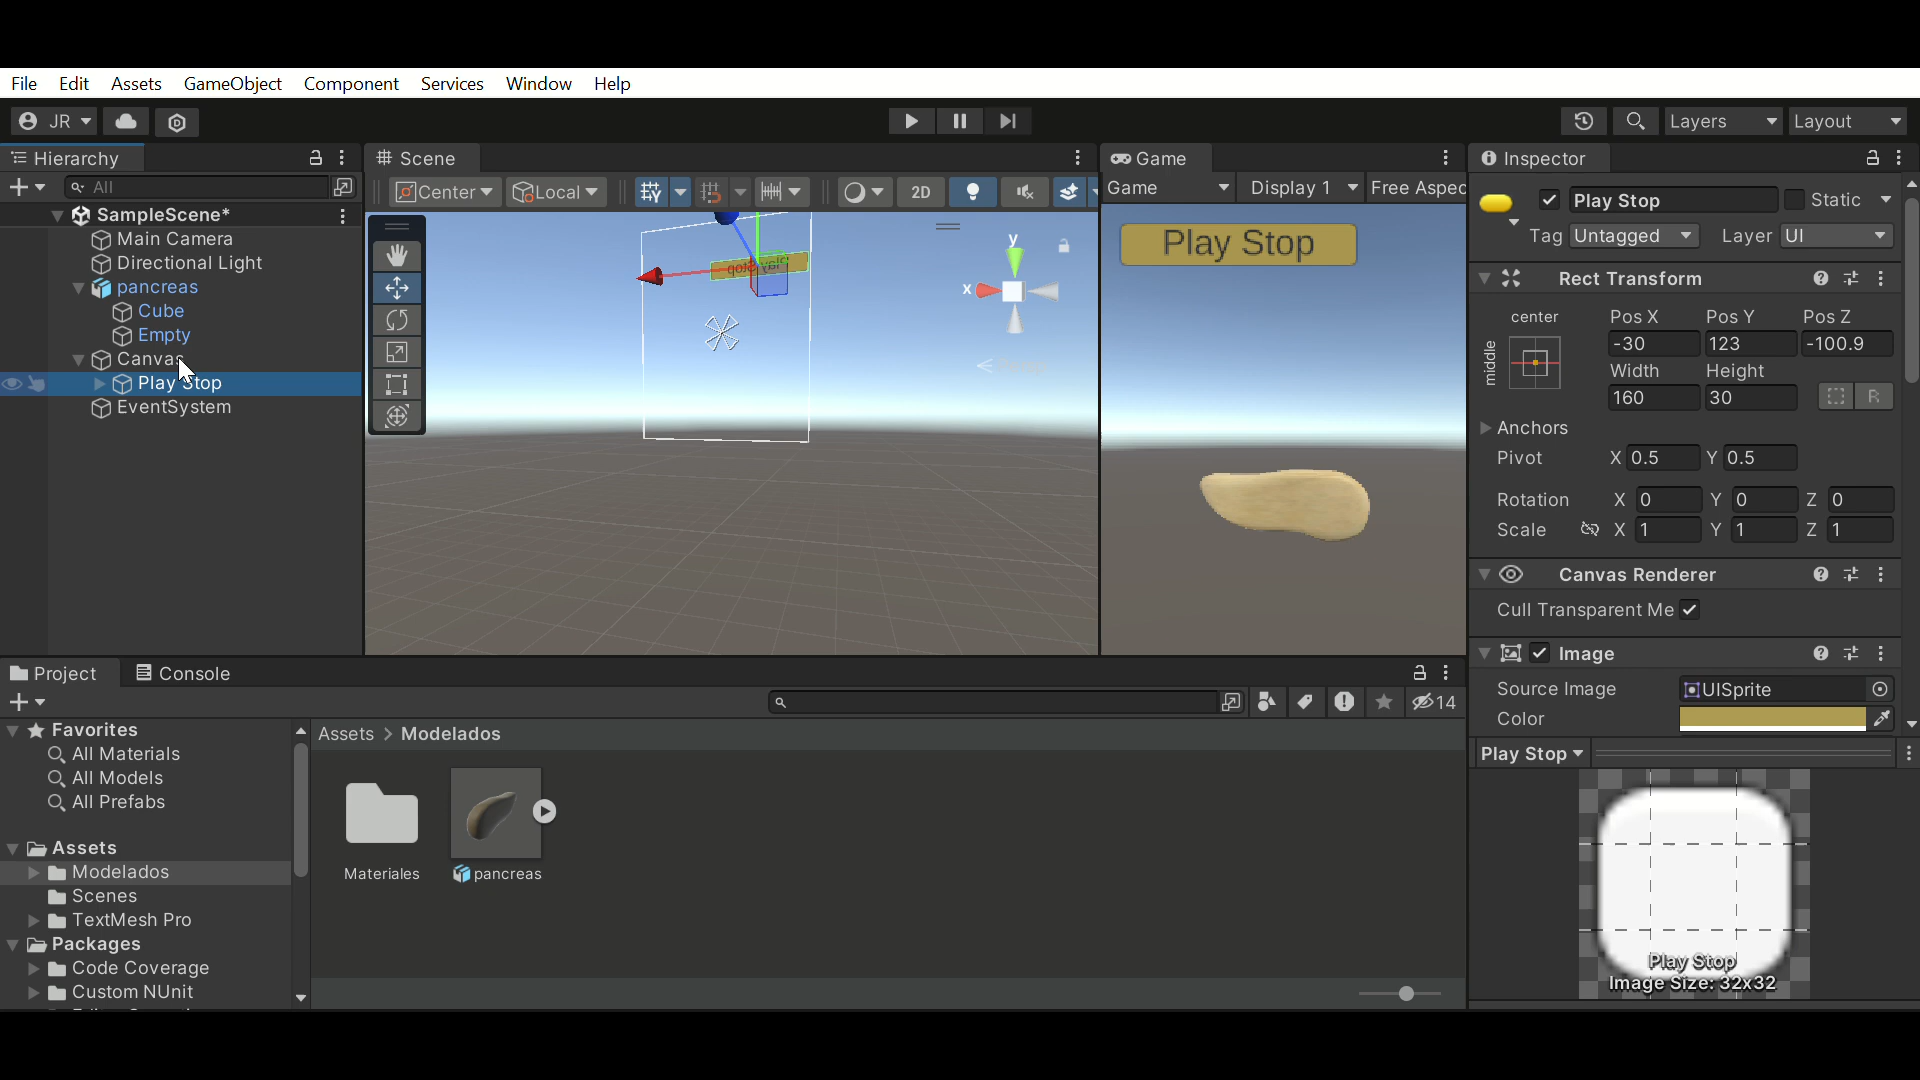 File Edit Assets GameObject Component Services Window Help
JR Layers Layout
Hierarchy
All
SampleScene*
Main Camera
Directional Light
pancreas
Cube
Empty
Canvas
Play Stop
EventSystem
Scene
Center Local 2D
Play Stop
y
x
Game
Game Display 1 Free Aspec
Play Stop
Inspector
Play Stop Static
Tag Untagged Layer UI
Rect Transform
center Pos X Pos Y Pos Z
middle -30 123 -100.9
Width Height
160 30 R
Anchors
Pivot X 0.5 Y 0.5
Rotation X 0 Y 0 Z 0
Scale X 1 Y 1 Z 1
Canvas Renderer
Cull Transparent Me
Image
Source Image UISprite
Color
Play Stop
Play Stop
Image Size: 32x32
Project Console
14
Favorites
All Materials
All Models
All Prefabs
Assets
Modelados
Scenes
TextMesh Pro
Packages
Code Coverage
Custom NUnit
Assets > Modelados
Materiales pancreas